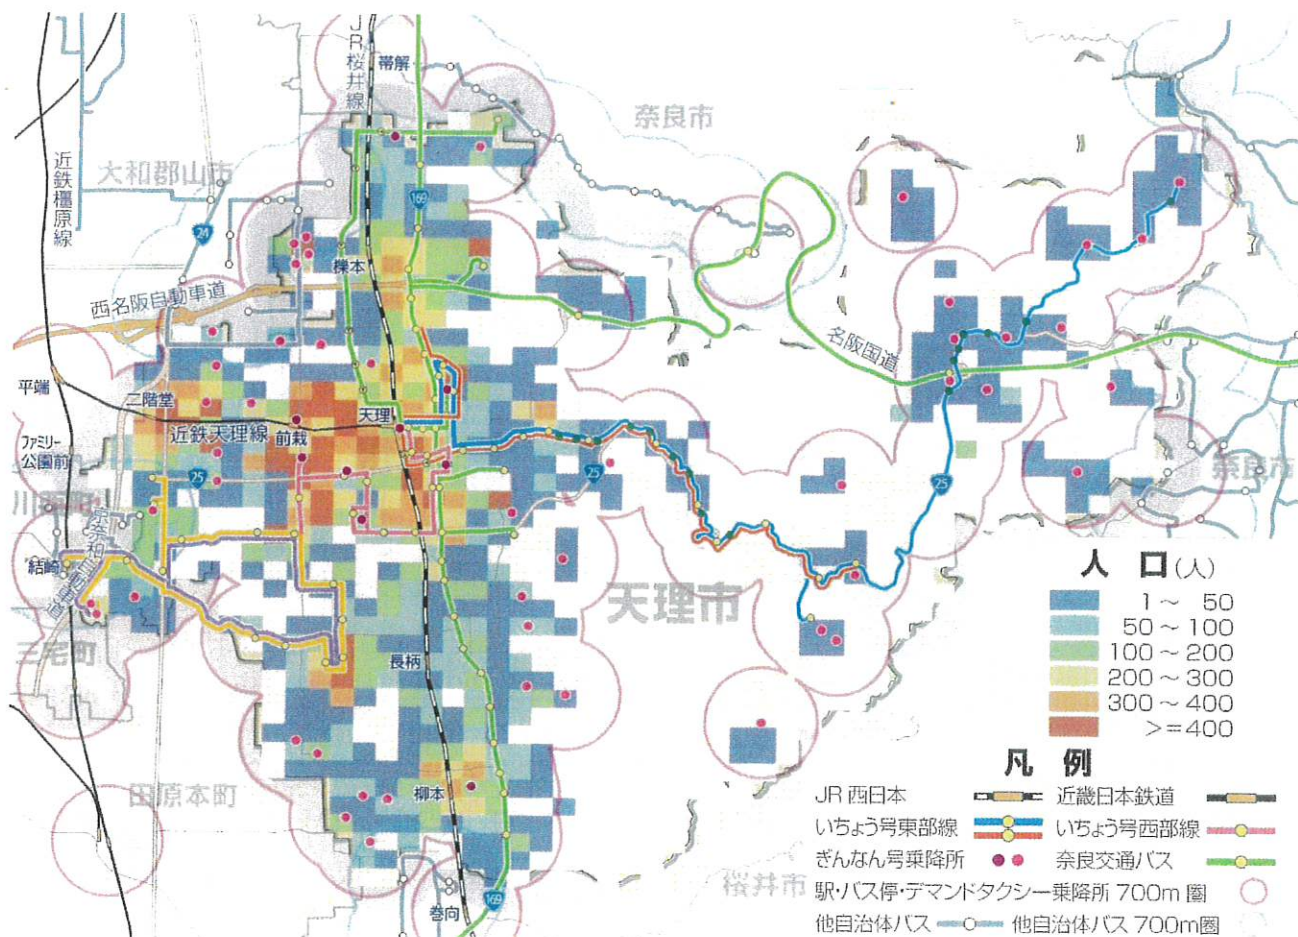 JR桜井線
帯解
奈良市
近鉄橿原線
大和郡山市
169
24
櫟本
西名阪自動車道
名阪国道
平端
二階堂
天理
近鉄天理線
前栽
ファミリー
公園前
25
25
25
奈良市
川西町
結崎
天理市
三宅町
長柄
田原本町
柳本
桜井市
巻向
169
人 口(人)
1 ~ 50
50 ~ 100
100 ~ 200
200 ~ 300
300 ~ 400
>=400
凡 例
JR西日本
近畿日本鉄道
いちょう号東部線
いちょう号西部線
ぎんなん号乗降所
奈良交通バス
駅・バス停・デマンドタクシー乗降所 700m 圏
他自治体バス
他自治体バス 700m圏